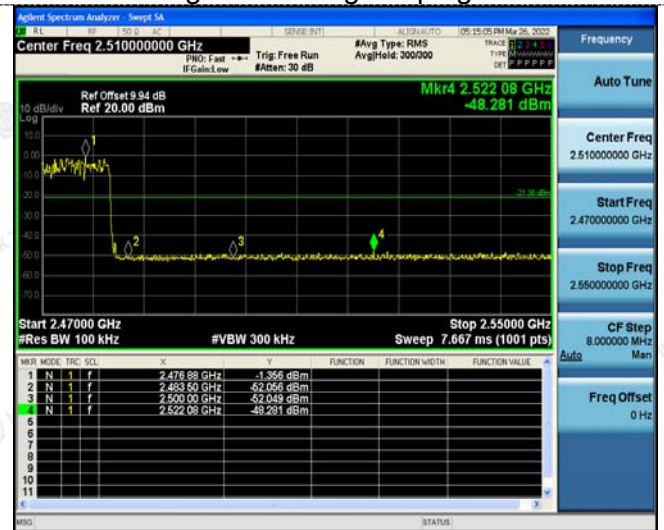 Agilent Spectrum Analyzer - Swept SA
RL RF 50 Ω AC SENSE:INT ALIGN AUTO 05:15:05 PM Mar 26, 2022
Center Freq 2.510000000 GHz
PNO: Fast Trig: Free Run
IFGain:Low #Atten: 30 dB
#Avg Type: RMS
Avg|Hold: 300/300
TRACE 1 2 3 4 5 6
TYPE
DET P P P P P P
Frequency
Auto Tune
Mkr4 2.522 08 GHz
-48.281 dBm
Ref Offset 9.94 dB
10 dB/div Ref 20.00 dBm
Log
10.0
0.00
-10.0
-20.0
-30.0
-40.0
-50.0
-60.0
-70.0
1
2
3
4
Center Freq
2.510000000 GHz
Start Freq
2.470000000 GHz
Stop Freq
2.550000000 GHz
Start 2.47000 GHz Stop 2.55000 GHz
#Res BW 100 kHz #VBW 300 kHz Sweep 7.667 ms (1001 pts)
CF Step
8.000000 MHz
Auto Man
MKR MODE TRC SCL X Y FUNCTION FUNCTION WIDTH FUNCTION VALUE
1 N 1 f 2.476 88 GHz -1.356 dBm
2 N 1 f 2.483 50 GHz -52.056 dBm
3 N 1 f 2.500 00 GHz -52.049 dBm
4 N 1 f 2.522 08 GHz -48.281 dBm
5
6
7
8
9
10
11
Freq Offset
0 Hz
MSG STATUS